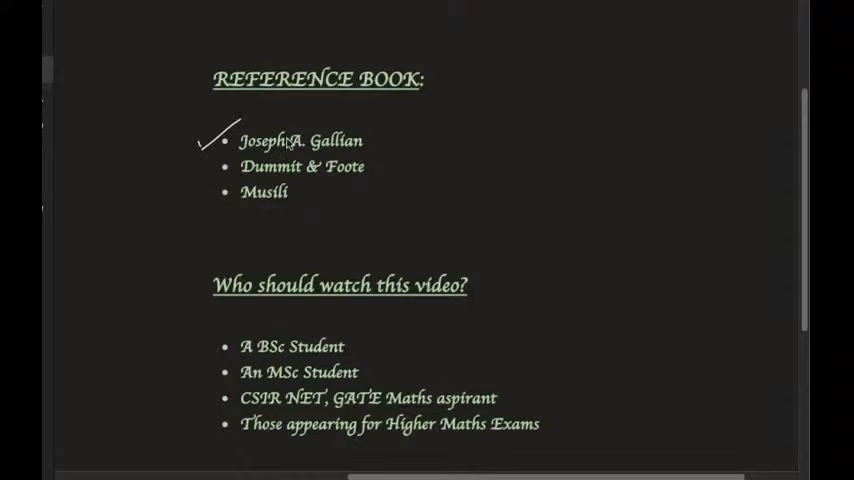 REFERENCE BOOK:
• Joseph A. Gallian
• Dummit & Foote
• Musili
Who should watch this video?
• A BSc Student
• An MSc Student
• CSIR NET, GATE Maths aspirant
• Those appearing for Higher Maths Exams